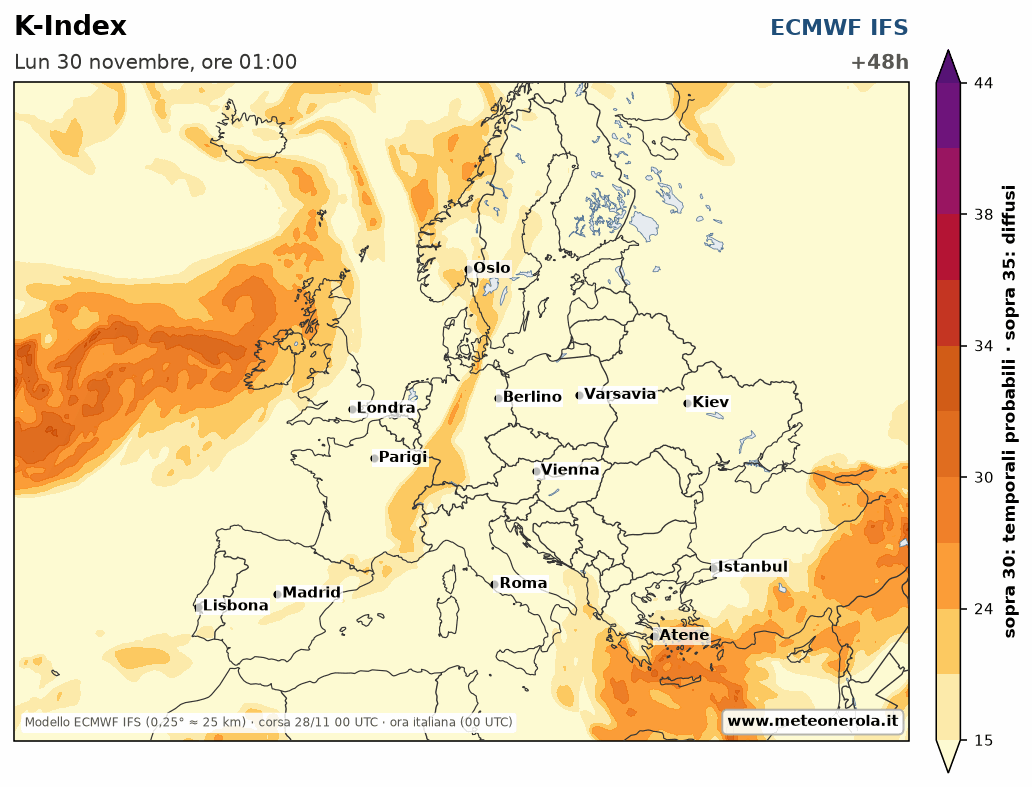 K-Index
ECMWF IFS
Lun 30 novembre, ore 01:00
+48h
44
38
34
30
24
15
sopra 30: temporali probabili · sopra 35: diffusi
Oslo
Berlino
Varsavia
Kiev
Londra
Parigi
Vienna
Istanbul
Roma
Madrid
Lisbona
Atene
Modello ECMWF IFS (0,25° ≈ 25 km) · corsa 28/11 00 UTC · ora italiana (00 UTC)
www.meteonerola.it